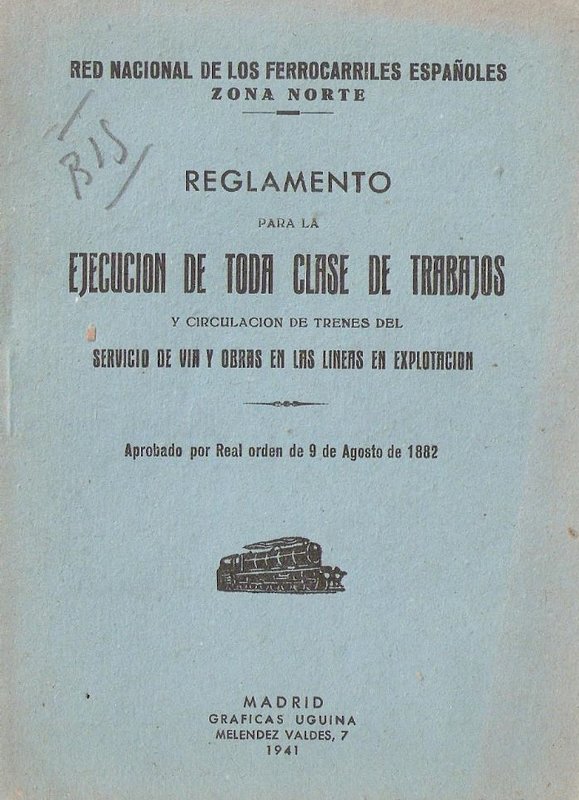 RED NACIONAL DE LOS FERROCARRILES ESPAÑOLES
ZONA NORTE
BIS
REGLAMENTO
PARA LA
EJECUCION DE TODA CLASE DE TRABAJOS
Y CIRCULACION DE TRENES DEL
SERVICIO DE VIA Y OBRAS EN LAS LINEAS EN EXPLOTACION
Aprobado por Real orden de 9 de Agosto de 1882
MADRID
GRAFICAS UGUINA
MELENDEZ VALDES, 7
1941